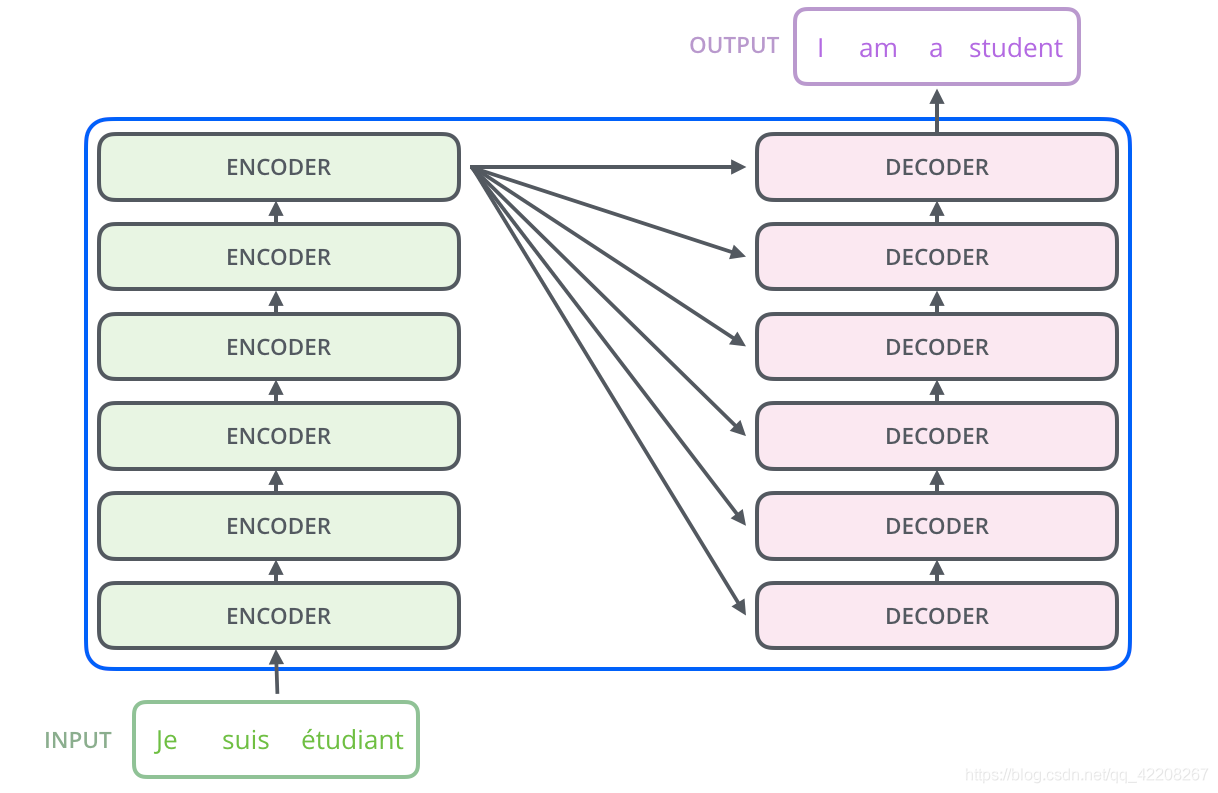 OUTPUT I am a student
ENCODER DECODER
ENCODER DECODER
ENCODER DECODER
ENCODER DECODER
ENCODER DECODER
ENCODER DECODER
INPUT Je suis étudiant
https://blog.csdn.net/qq_42208267